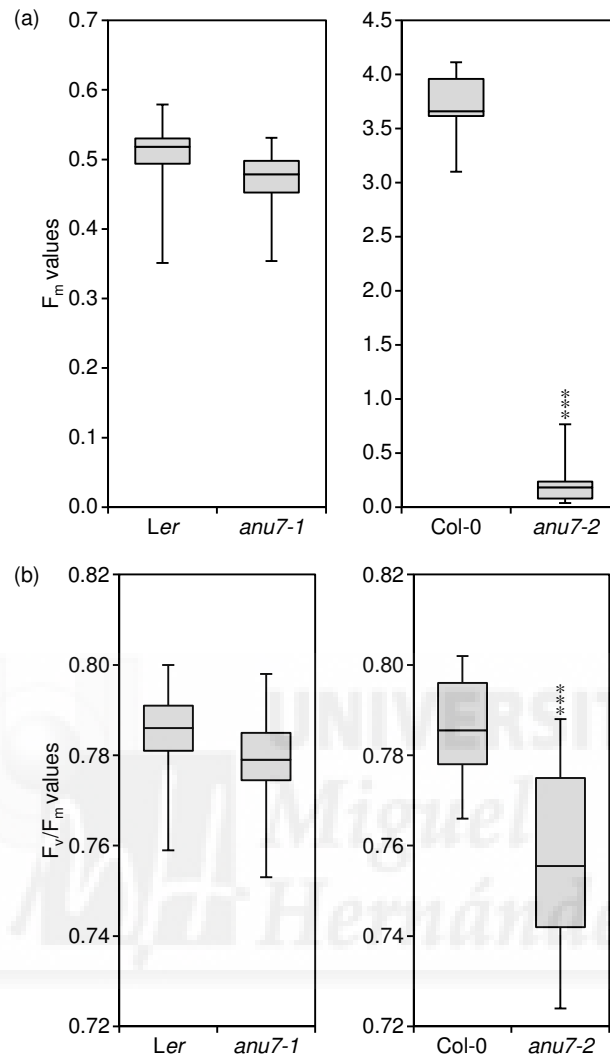 (a)
0.7
0.6
0.5
0.4
0.3
0.2
0.1
0.0
Fm values
Ler anu7-1
4.5
4.0
3.5
3.0
2.5
2.0
1.5
1.0
0.5
0.0
***
Col-0 anu7-2
(b)
0.82
0.80
0.78
0.76
0.74
0.72
Fv/Fm values
Ler anu7-1
0.82
0.80
0.78
0.76
0.74
0.72
***
Col-0 anu7-2
UNIVERSIT
Miguel
Hernánde